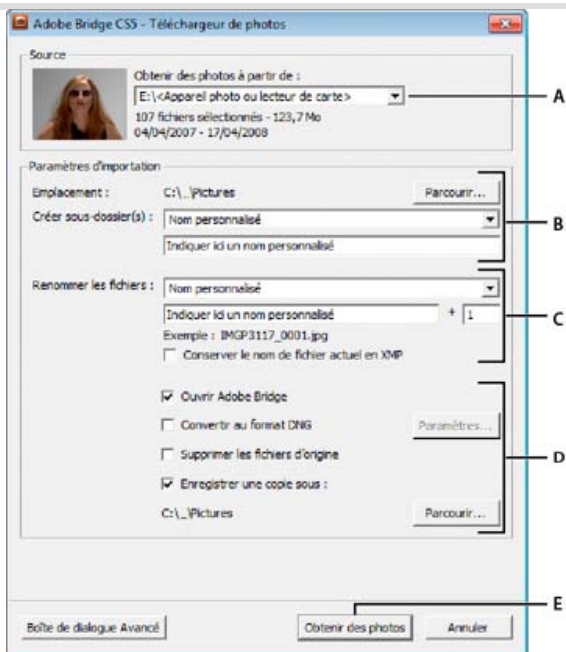 Adobe Bridge CS5 - Téléchargeur de photos
Source
Obtenir des photos à partir de :
E:\<Appareil photo ou lecteur de carte>
A
107 fichiers sélectionnés - 123,7 Mo
04/04/2007 - 17/04/2008
Paramètres d'importation
Emplacement : C:\_\Pictures Parcourir...
Créer sous-dossier(s) : Nom personnalisé
B
Indiquer ici un nom personnalisé
Renommer les fichiers : Nom personnalisé
Indiquer ici un nom personnalisé + 1
C
Exemple : IMGP3117_0001.jpg
Conserver le nom de fichier actuel en XMP
Ouvrir Adobe Bridge
Convertir au format DNG Paramètres...
Supprimer les fichiers d'origine
D
Enregistrer une copie sous :
C:\_\Pictures Parcourir...
E
Boîte de dialogue Avancé Obtenir des photos Annuler